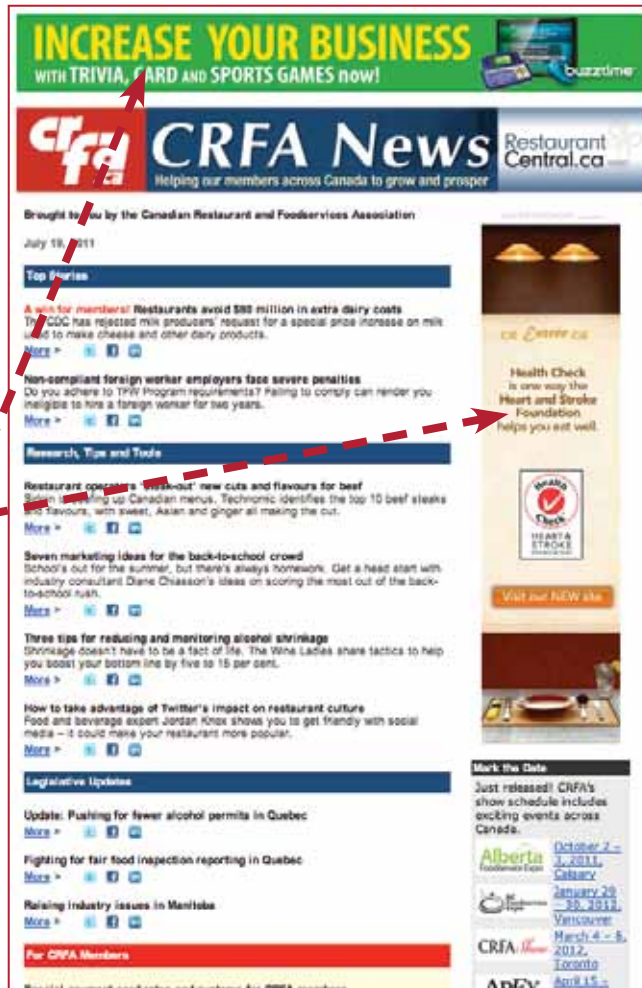 INCREASE YOUR BUSINESS
WITH TRIVIA, CARD AND SPORTS GAMES now!
buzztime
crfa
ca
CRFA News
Helping our members across Canada to grow and prosper
Restaurant
Central.ca
Brought to you by the Canadian Restaurant and Foodservices Association
July 19, 2011
Top Stories
A win for members! Restaurants avoid $80 million in extra dairy costs
The CDC has rejected milk producers' request for a special price increase on milk
used to make cheese and other dairy products.
More >
Non-compliant foreign worker employers face severe penalties
Do you adhere to TFW Program requirements? Failing to comply can render you
ineligible to hire a foreign worker for two years.
More >
Research, Tips and Tools
Restaurant operators 'steak-out' new cuts and flavours for beef
Sirloin is up Canadian menus. Technomic identifies the top 10 beef steaks
and flavours, with sweet, Asian and ginger all making the cut.
More >
Seven marketing ideas for the back-to-school crowd
School's out for the summer, but there's always homework. Get a head start with
industry consultant Diane Chiasson's ideas on scoring the most out of the back-
to-school rush.
More >
Three tips for reducing and monitoring alcohol shrinkage
Shrinkage doesn't have to be a fact of life. The Wine Ladies share tactics to help
you boost your bottom line by five to 15 per cent.
More >
How to take advantage of Twitter's impact on restaurant culture
Food and beverage expert Jordan Knox shows you to get friendly with social
media – it could make your restaurant more popular.
More >
Legislative Updates
Update: Pushing for fewer alcohol permits in Quebec
More >
Fighting for fair food inspection reporting in Quebec
More >
Raising industry issues in Manitoba
More >
For CRFA Members
Entrée
Health Check
is one way the
Heart and Stroke
Foundation
helps you eat well.
Health
Check
HEART &
STROKE
Visit our NEW site
Mark the Date
Just released! CRFA's
show schedule includes
exciting events across
Canada.
Alberta
Foodservice Expo
October 2 –
3, 2011,
Calgary
January 29
– 30, 2012,
Vancouver
CRFA Show
March 4 – 6,
2012,
Toronto
ApEx
April 15 –